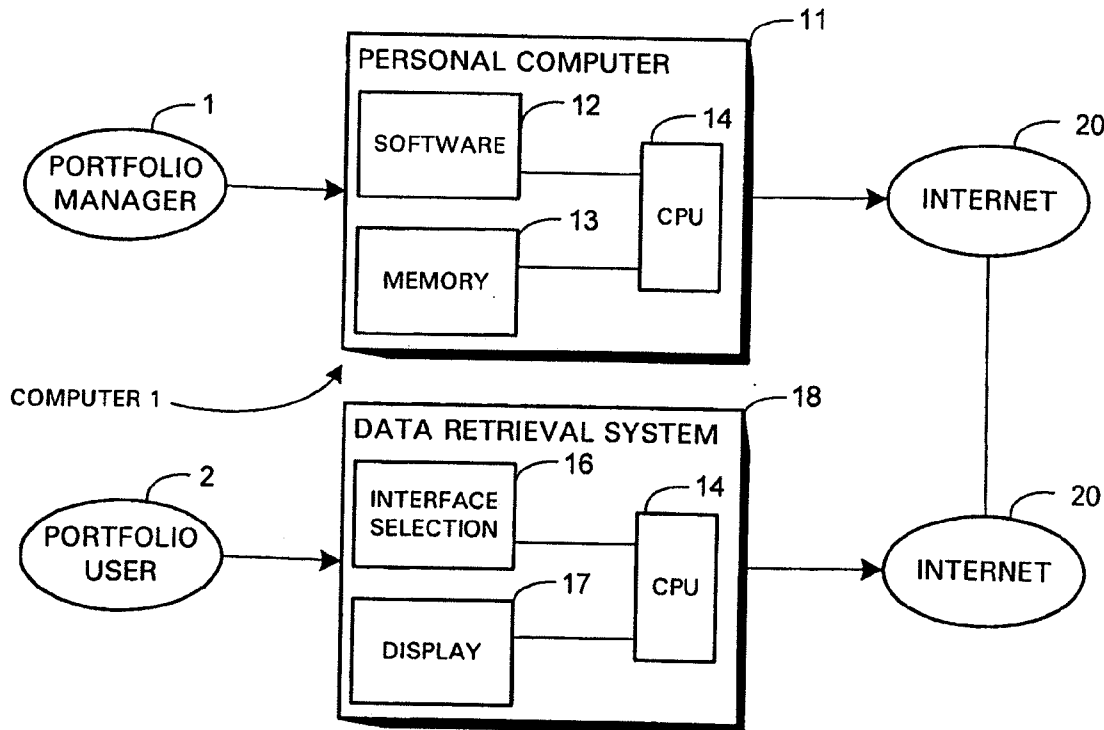 11
PERSONAL COMPUTER
1
12
SOFTWARE
14
20
PORTFOLIO
MANAGER
CPU
INTERNET
13
MEMORY
COMPUTER 1
18
DATA RETRIEVAL SYSTEM
2
16
INTERFACE
SELECTION
14
20
PORTFOLIO
USER
CPU
INTERNET
17
DISPLAY